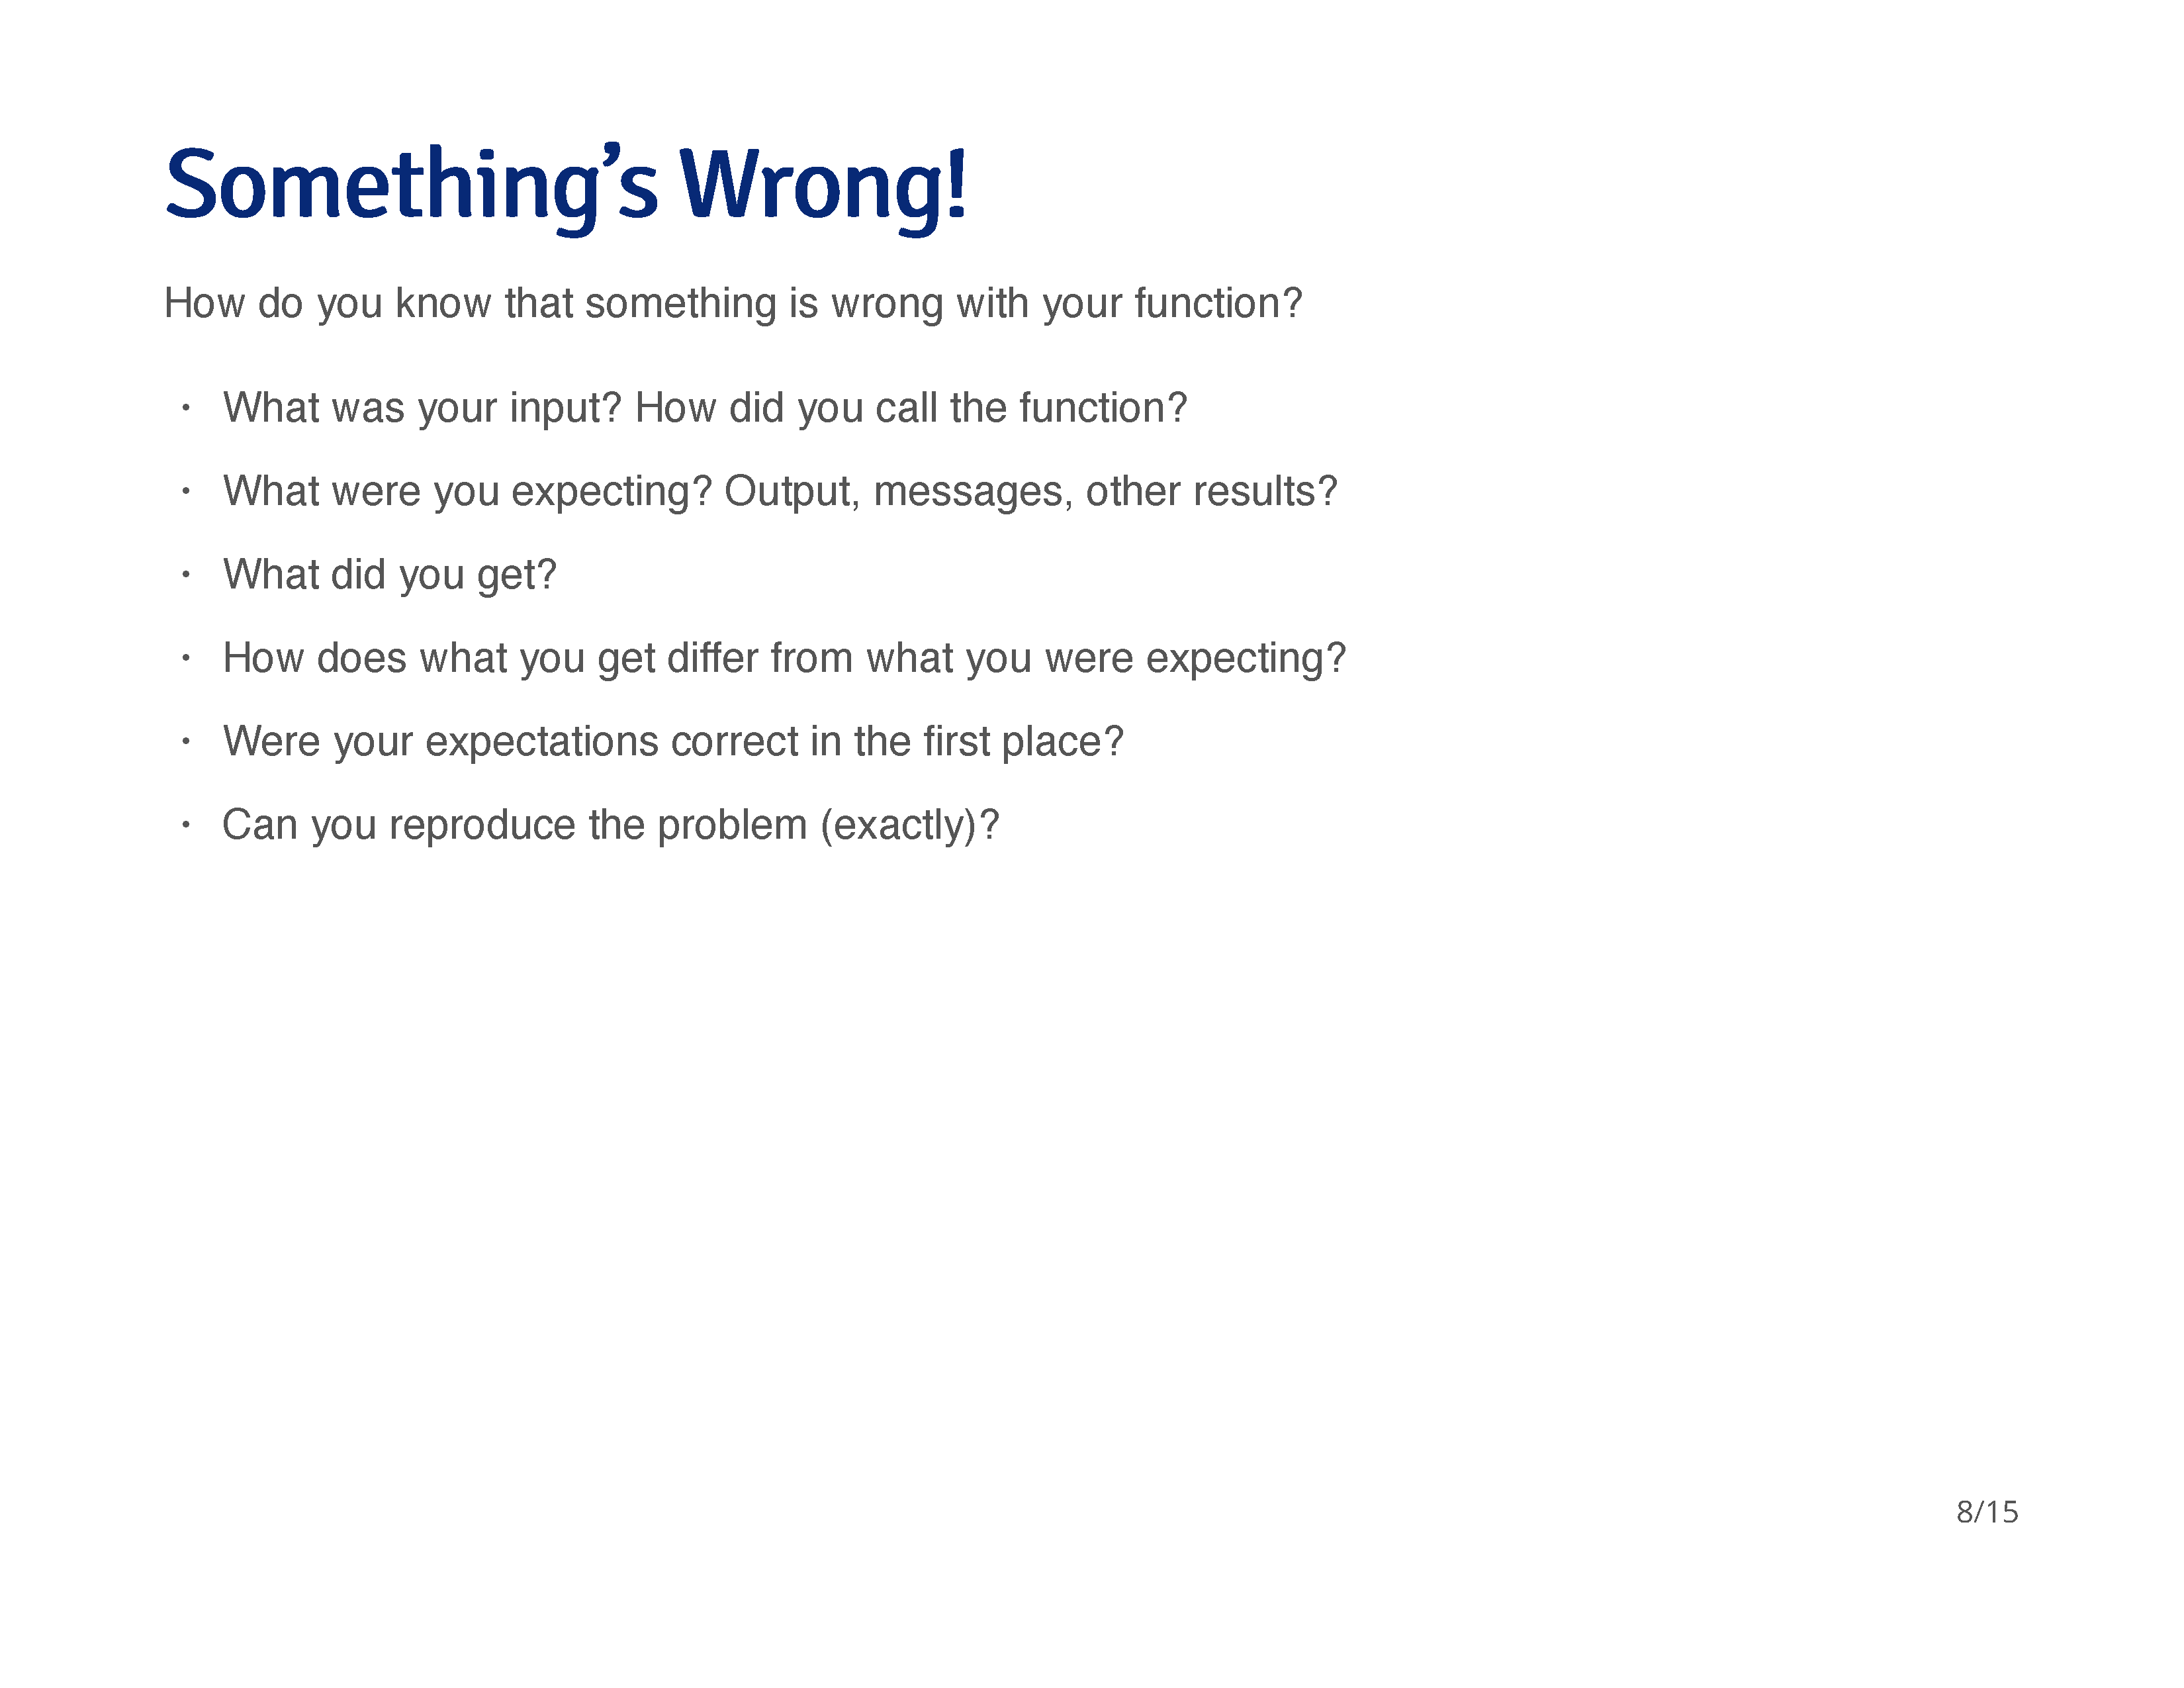 Something’s Wrong!
How do you know that something is wrong with your function?
· What was your input? How did you call the function?
· What were you expecting? Output, messages, other results?
· What did you get?
· How does what you get differ from what you were expecting?
· Were your expectations correct in the first place?
· Can you reproduce the problem (exactly)?
8/15